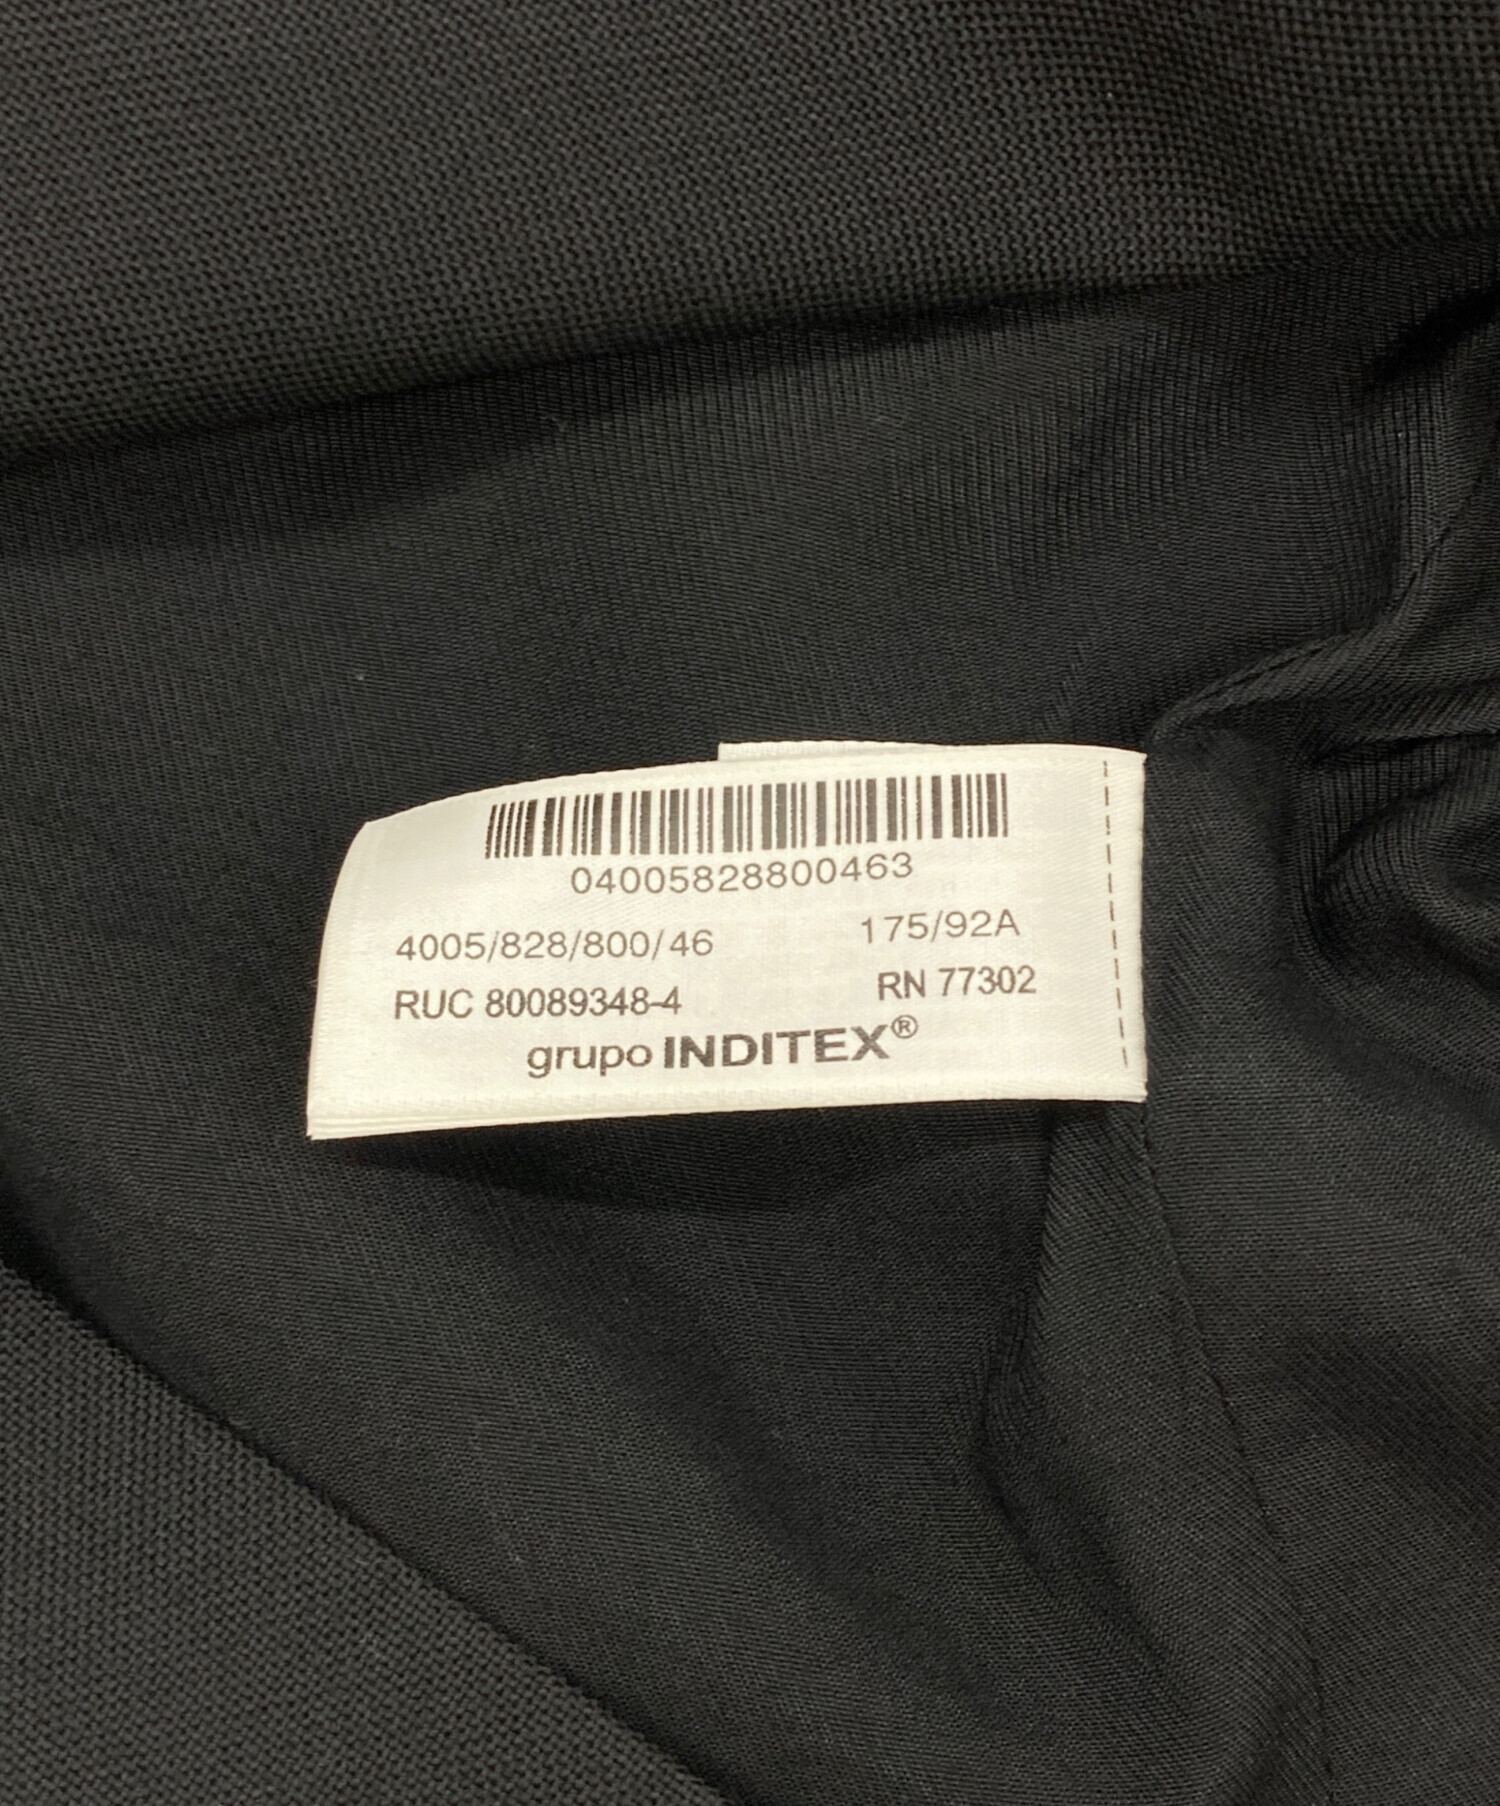 04005828800463
4005/828/800/46 175/92A
RUC 80089348-4 RN 77302
grupo INDITEX®